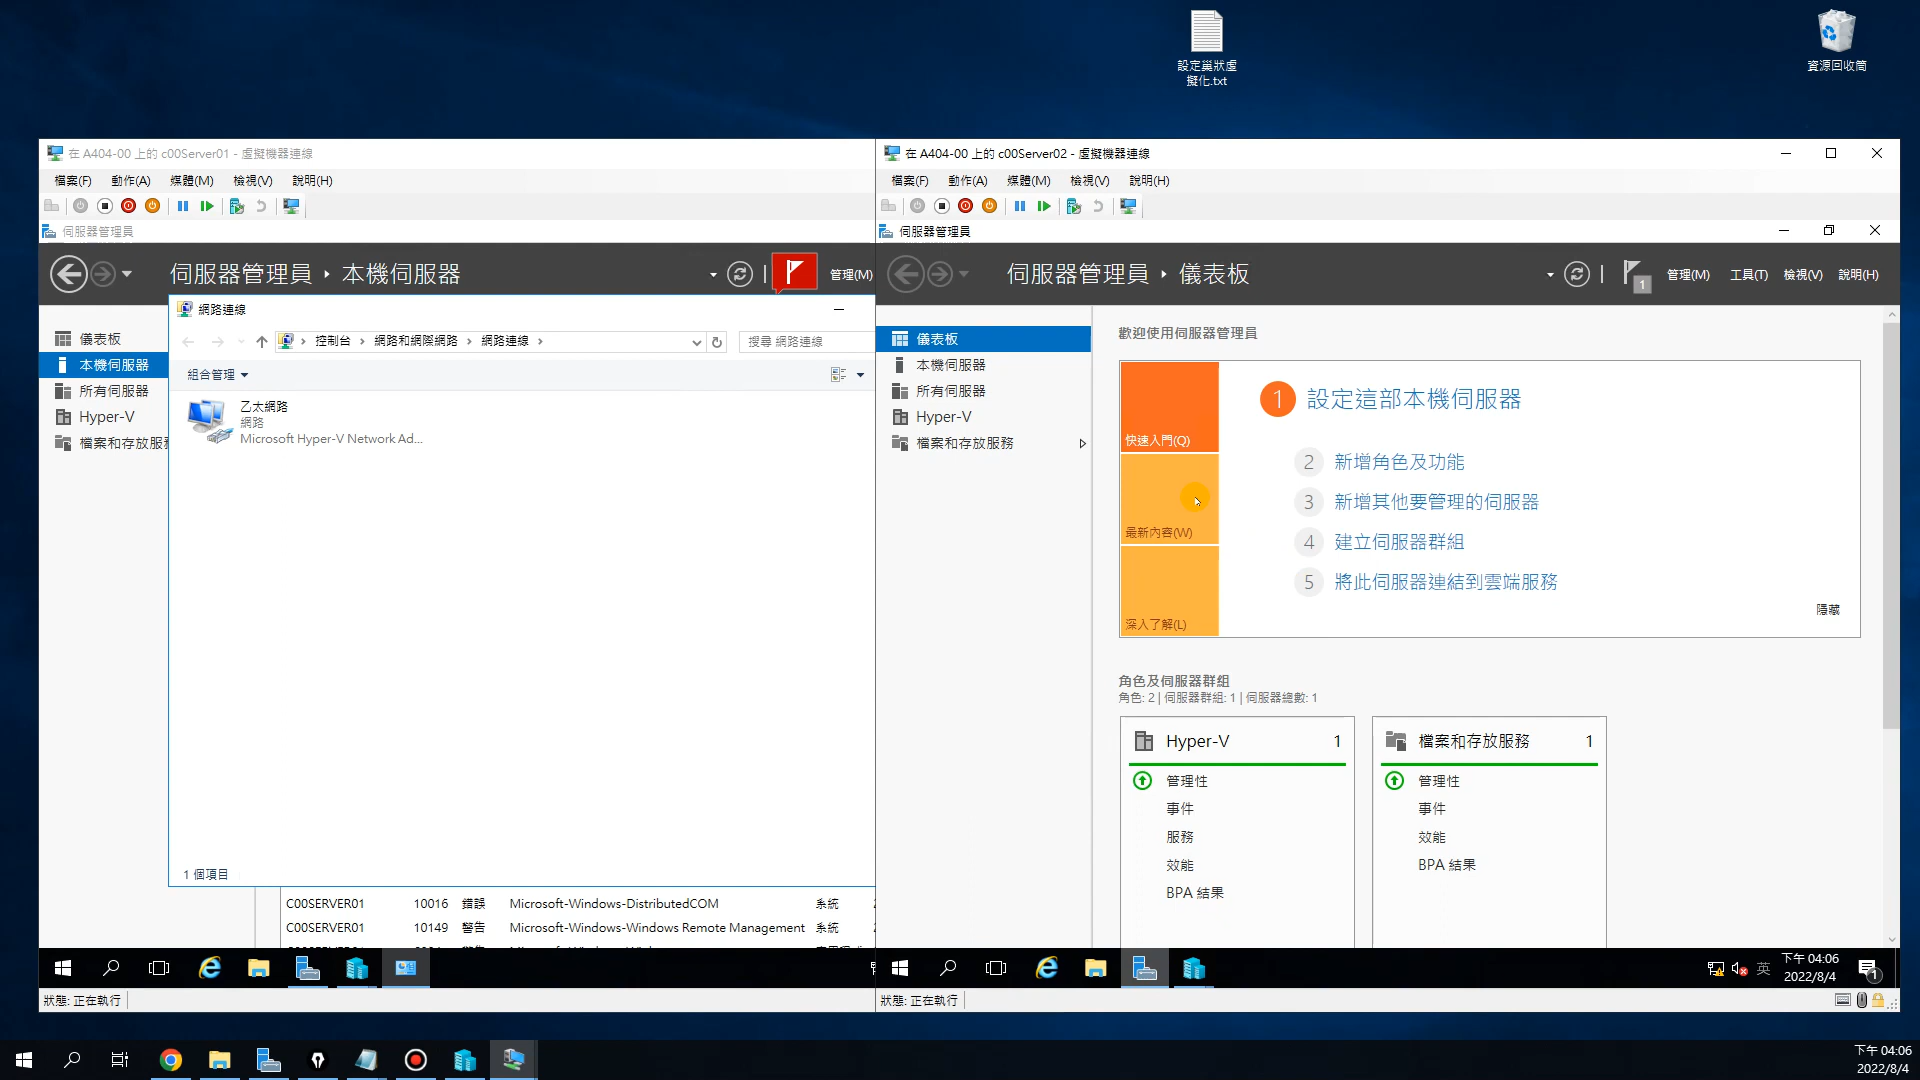 設定巢狀虛
擬化.txt
資源回收筒
在 A404-00 上的 c00Server01 - 虛擬機器連線
檔案(F) 動作(A) 媒體(M) 檢視(V) 說明(H)
伺服器管理員
伺服器管理員 ‣ 本機伺服器
管理(M)
儀表板
本機伺服器
所有伺服器
Hyper-V
檔案和存放服
網路連線
控制台 › 網路和網際網路 › 網路連線 ›
搜尋 網路連線
組合管理
乙太網路
網路
Microsoft Hyper-V Network Ad...
1 個項目
C00SERVER01 10016 錯誤 Microsoft-Windows-DistributedCOM 系統
C00SERVER01 10149 警告 Microsoft-Windows-Windows Remote Management 系統
狀態: 正在執行
在 A404-00 上的 c00Server02 - 虛擬機器連線
檔案(F) 動作(A) 媒體(M) 檢視(V) 說明(H)
伺服器管理員
伺服器管理員 ‣ 儀表板
1
管理(M) 工具(T) 檢視(V) 說明(H)
儀表板
本機伺服器
所有伺服器
Hyper-V
檔案和存放服務
歡迎使用伺服器管理員
快速入門(Q)
最新內容(W)
深入了解(L)
1 設定這部本機伺服器
2 新增角色及功能
3 新增其他要管理的伺服器
4 建立伺服器群組
5 將此伺服器連結到雲端服務
隱藏
角色及伺服器群組
角色: 2 | 伺服器群組: 1 | 伺服器總數: 1
Hyper-V 1
管理性
事件
服務
效能
BPA 結果
檔案和存放服務 1
管理性
事件
效能
BPA 結果
英
下午 04:06
2022/8/4
1
狀態: 正在執行
下午 04:06
2022/8/4